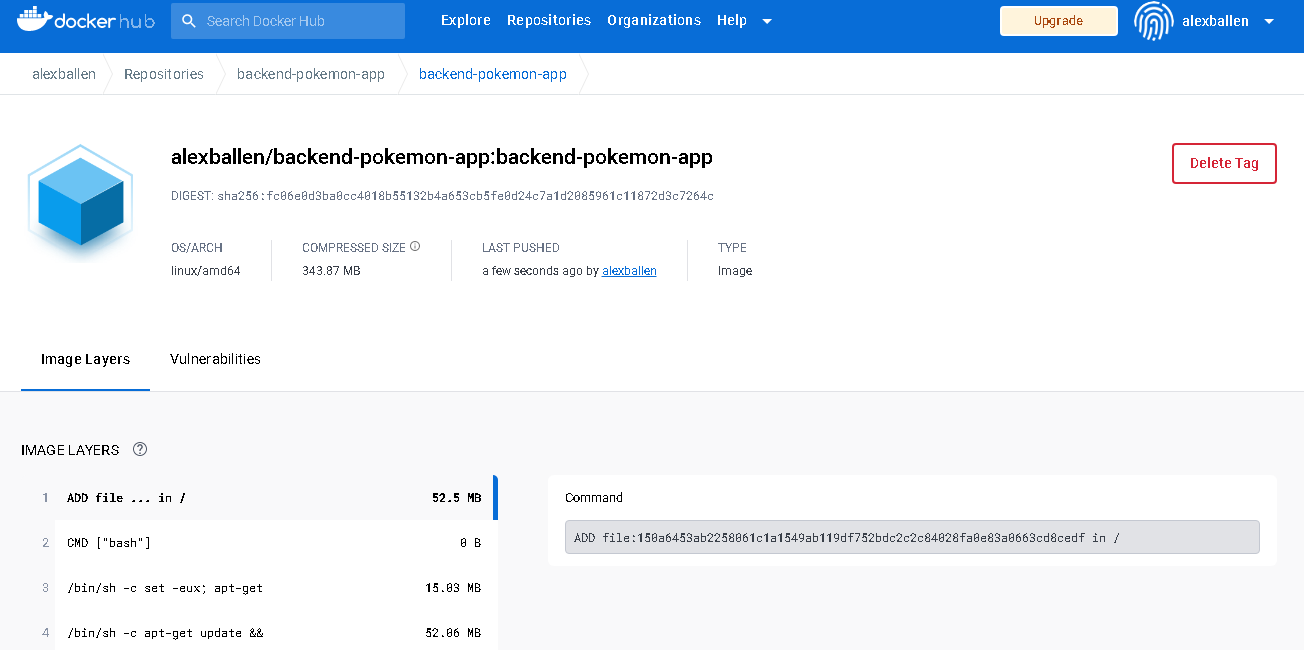 docker hub Search Docker Hub Explore Repositories Organizations Help Upgrade alexballen
alexballen Repositories backend-pokemon-app backend-pokemon-app
alexballen/backend-pokemon-app:backend-pokemon-app
Delete Tag
DIGEST: sha256:fc06e0d3ba0cc4018b55132b4a653cb5fe0d24c7a1d2085961c11872d3c7264c
OS/ARCH COMPRESSED SIZE LAST PUSHED TYPE
linux/amd64 343.87 MB a few seconds ago by alexballen Image
Image Layers Vulnerabilities
IMAGE LAYERS
1 ADD file ... in / 52.5 MB
2 CMD ["bash"] 0 B
3 /bin/sh -c set -eux; apt-get 15.03 MB
4 /bin/sh -c apt-get update && 52.06 MB
Command
ADD file:150a6453ab2258061c1a1549ab119df752bdc2c2c84028fa0e83a0663cd8cedf in /